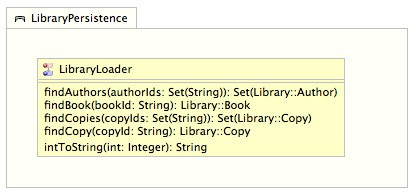 LibraryPersistence
LibraryLoader
findAuthors(authorIds: Set(String)): Set(Library::Author)
findBook(bookId: String): Library::Book
findCopies(copyIds: Set(String)): Set(Library::Copy)
findCopy(copyId: String): Library::Copy
intToString(int: Integer): String